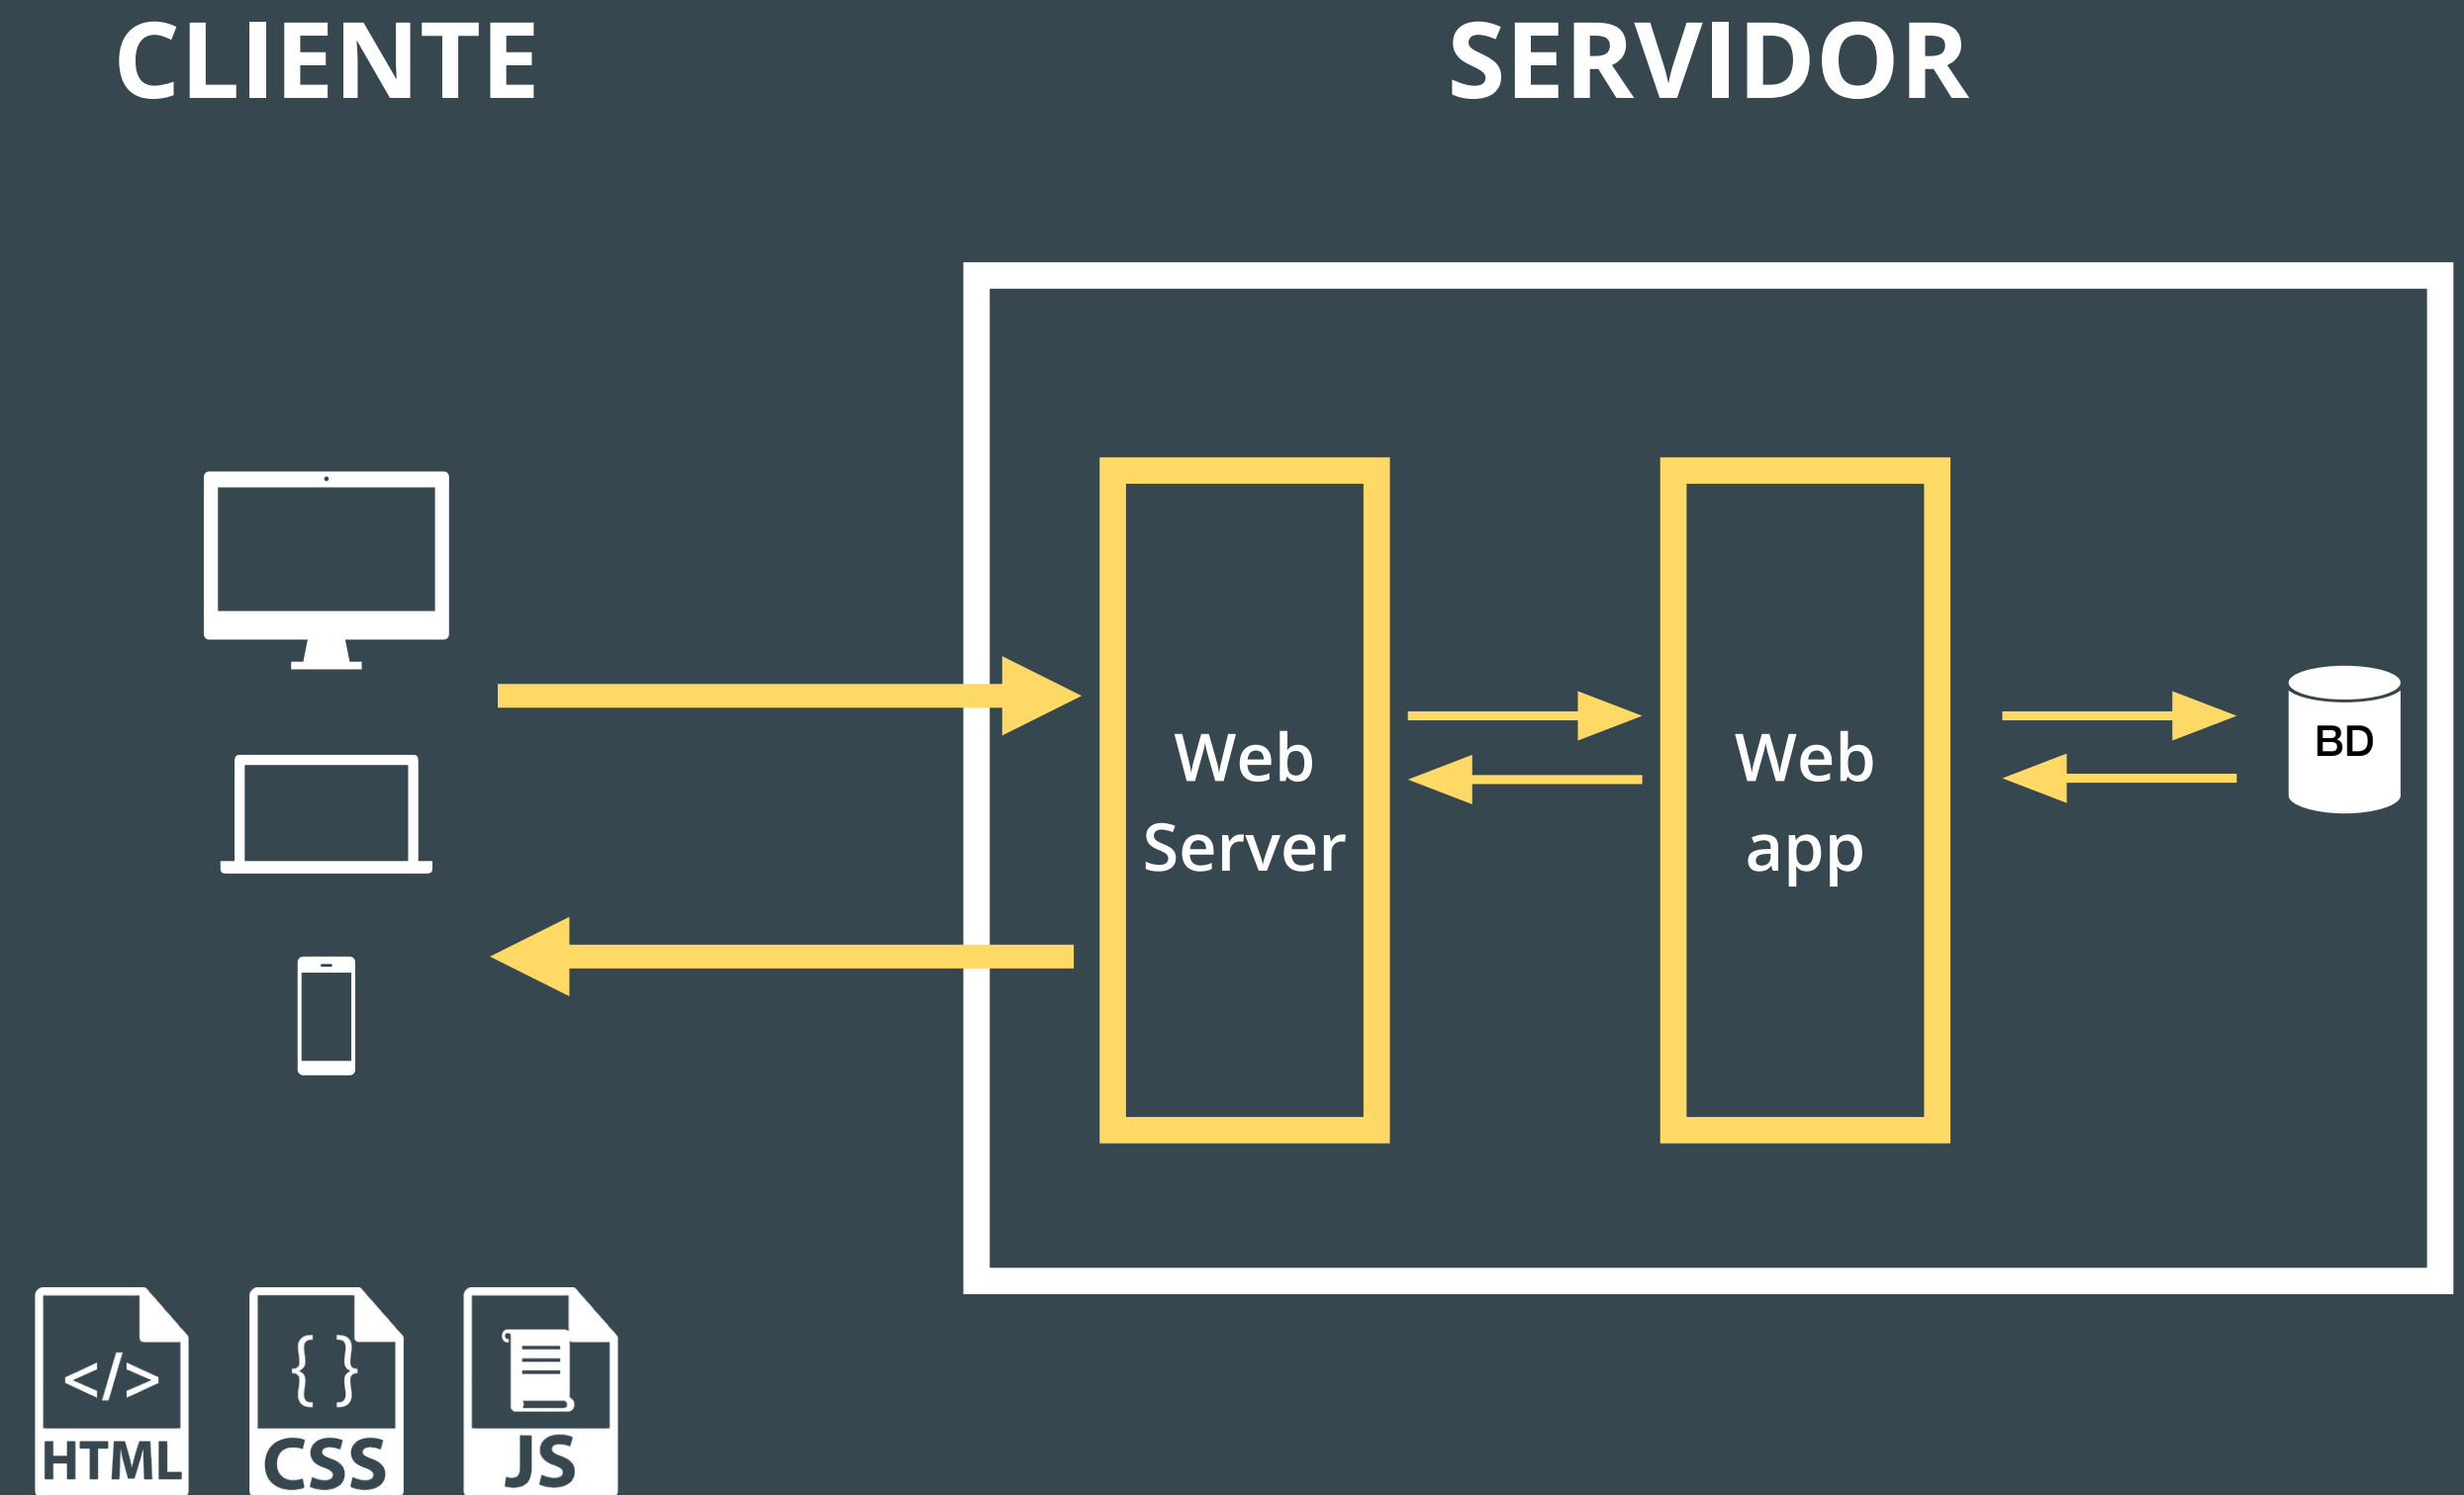 CLIENTE
SERVIDOR
Web
Server
Web
app
BD
</>
HTML
{ }
CSS
JS